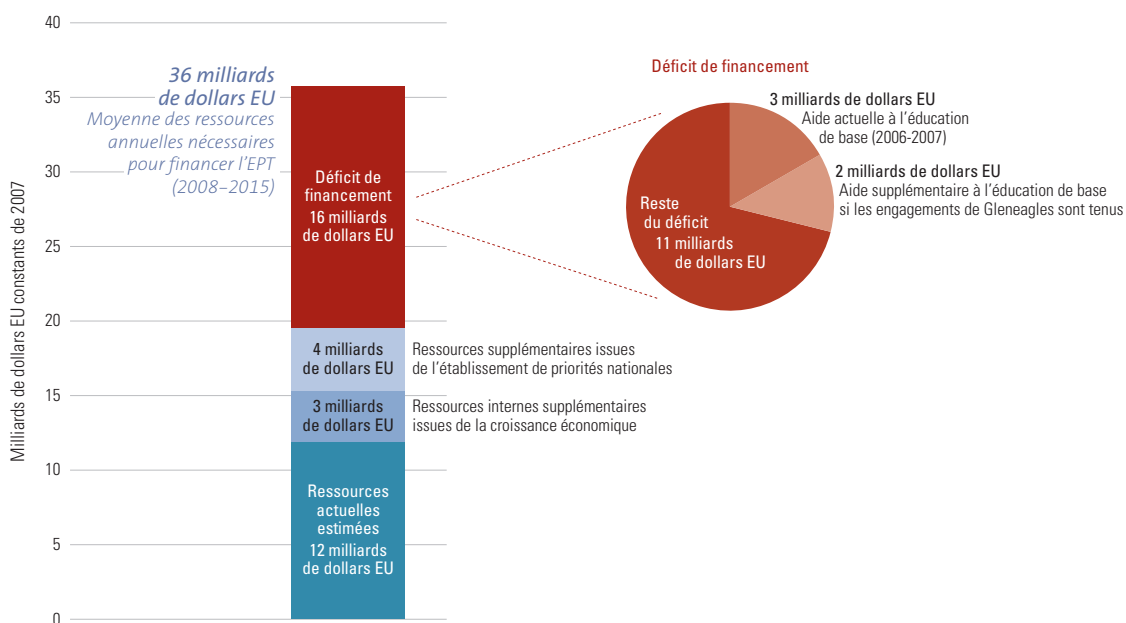 Milliards de dollars EU constants de 2007
40
35
30
25
20
15
10
5
0
36 milliards
de dollars EU
Moyenne des ressources
annuelles nécessaires
pour financer l'EPT
(2008–2015)
Déficit de
financement
16 milliards
de dollars EU
4 milliards
de dollars EU
Ressources supplémentaires issues
de l'établissement de priorités nationales
3 milliards
de dollars EU
Ressources internes supplémentaires
issues de la croissance économique
Ressources
actuelles
estimées
12 milliards
de dollars EU
Déficit de financement
3 milliards de dollars EU
Aide actuelle à l'éducation
de base (2006-2007)
2 milliards de dollars EU
Aide supplémentaire à l'éducation de base
si les engagements de Gleneagles sont tenus
Reste
du déficit
11 milliards
de dollars EU